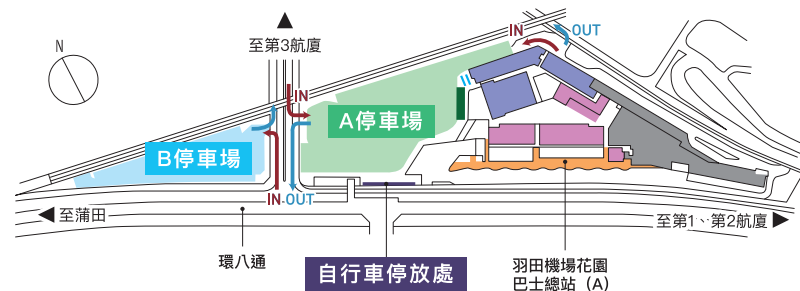 IN
OUT
N
至第3航廈
IN
A停車場
B停車場
IN
OUT
至蒲田
至第1、第2航廈
環八通
自行車停放處
羽田機場花園
巴士總站（A）